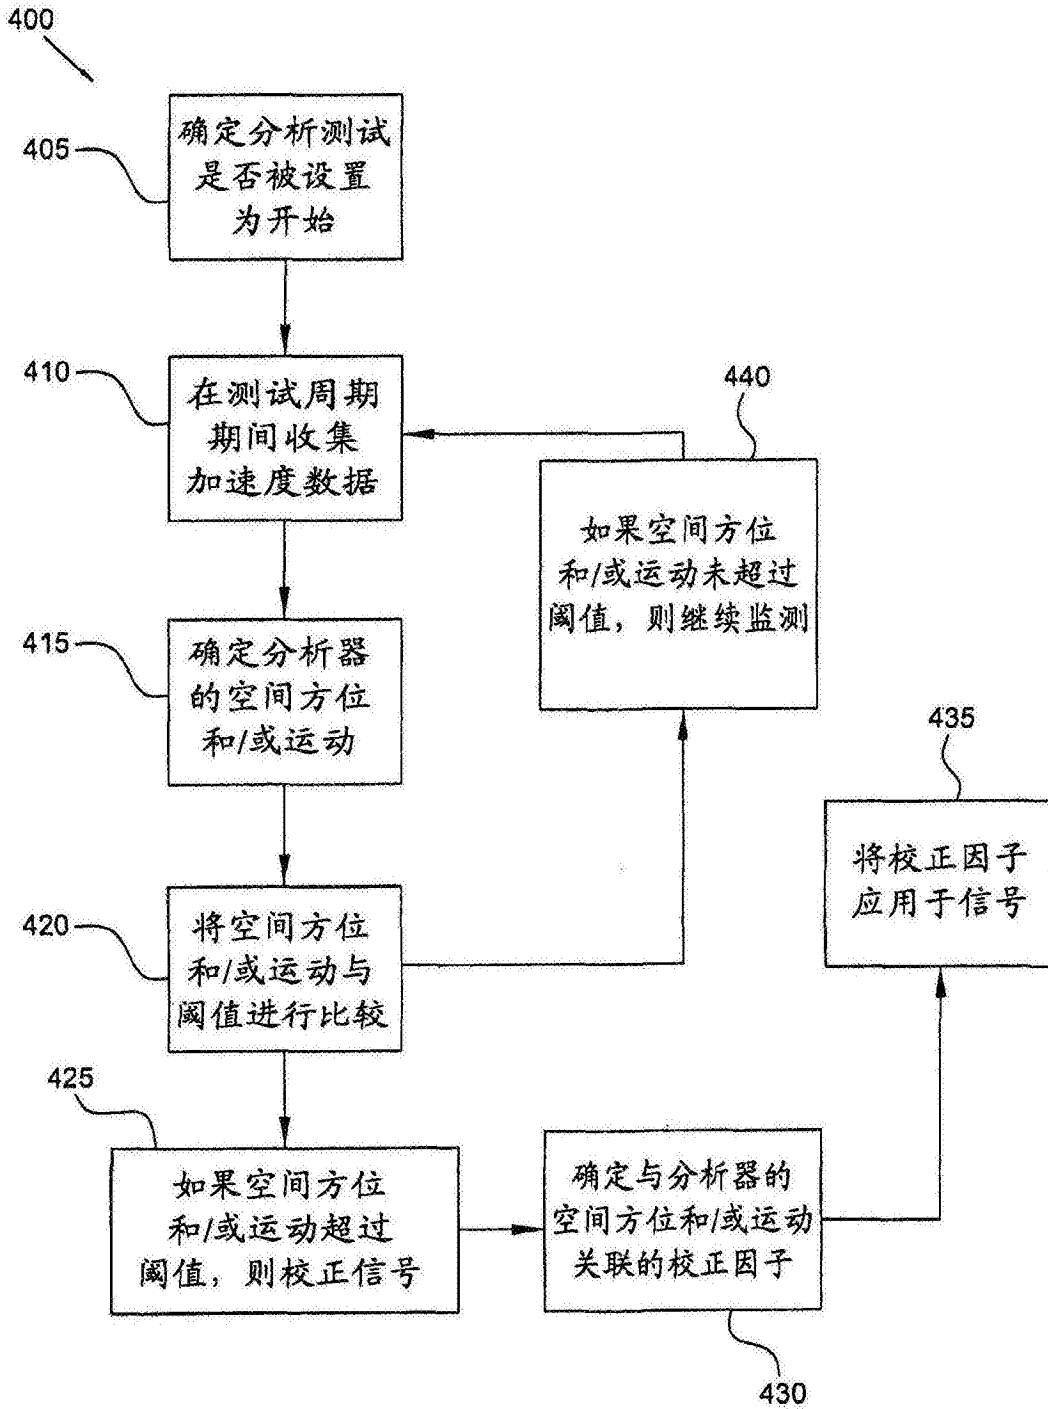 400
405
确定分析测试
是否被设置
为开始
410
在测试周期
期间收集
加速度数据
440
如果空间方位
和/或运动未超过
阈值，则继续监测
415
确定分析器
的空间方位
和/或运动
435
将校正因子
应用于信号
420
将空间方位
和/或运动与
阈值进行比较
425
如果空间方位
和/或运动超过
阈值，则校正信号
确定与分析器的
空间方位和/或运动
关联的校正因子
430